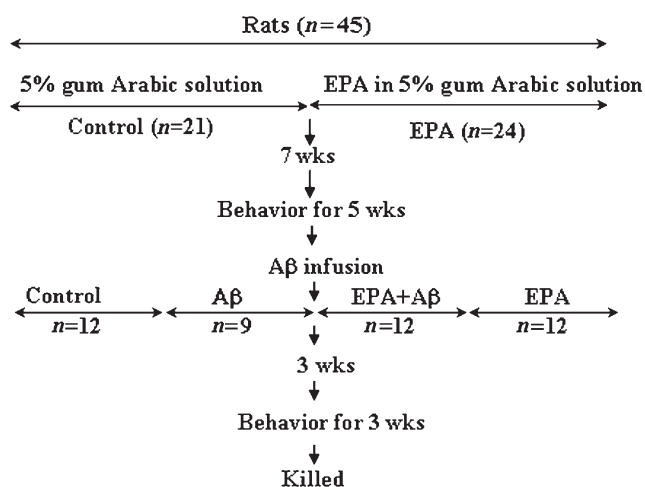 Rats (n=45)
5% gum Arabic solution EPA in 5% gum Arabic solution
Control (n=21) EPA (n=24)
7 wks
Behavior for 5 wks
Aβ infusion
Control Aβ EPA+Aβ EPA
n=12 n=9 n=12 n=12
3 wks
Behavior for 3 wks
Killed